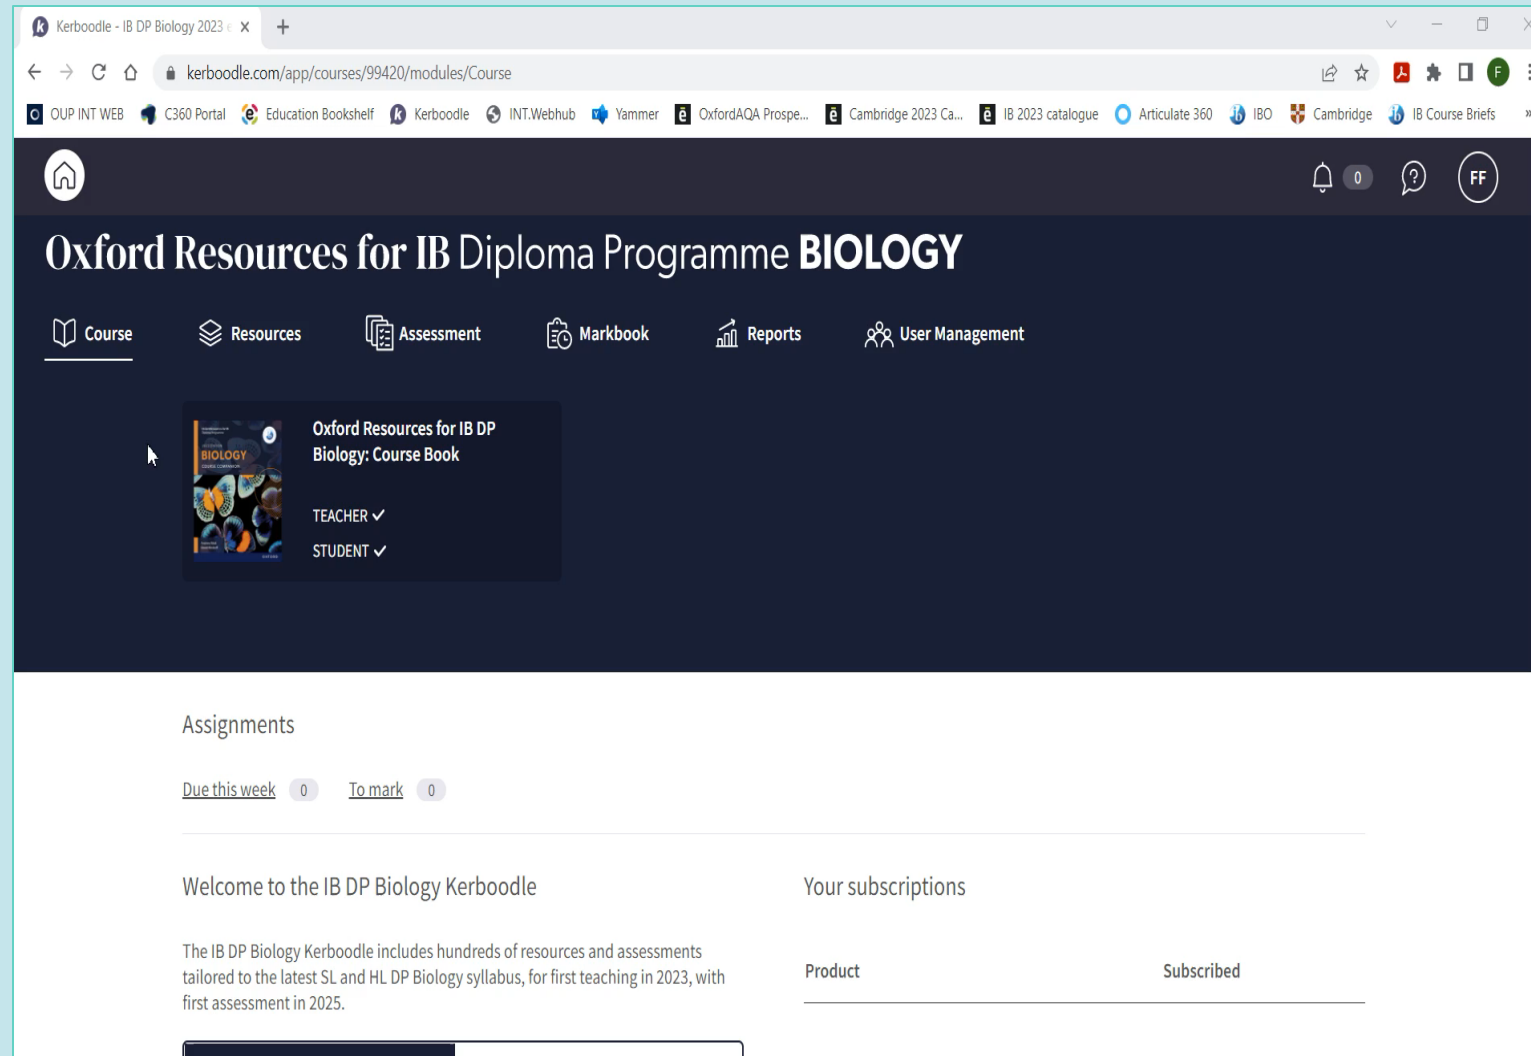 Kerboodle - IB DP Biology 2023 e
kerboodle.com/app/courses/99420/modules/Course
F
OUP INT WEB C360 Portal Education Bookshelf Kerboodle INT.Webhub Yammer OxfordAQA Prospe... Cambridge 2023 Ca... IB 2023 catalogue Articulate 360 IBO Cambridge IB Course Briefs »
0 FF
Oxford Resources for IB Diploma Programme BIOLOGY
Course Resources Assessment Markbook Reports User Management
Oxford Resources for IB DP
Biology: Course Book
BIOLOGY
COURSE COMPANION
TEACHER ✓
STUDENT ✓
Assignments
Due this week 0 To mark 0
Welcome to the IB DP Biology Kerboodle
The IB DP Biology Kerboodle includes hundreds of resources and assessments
tailored to the latest SL and HL DP Biology syllabus, for first teaching in 2023, with
first assessment in 2025.
Your subscriptions
Product Subscribed